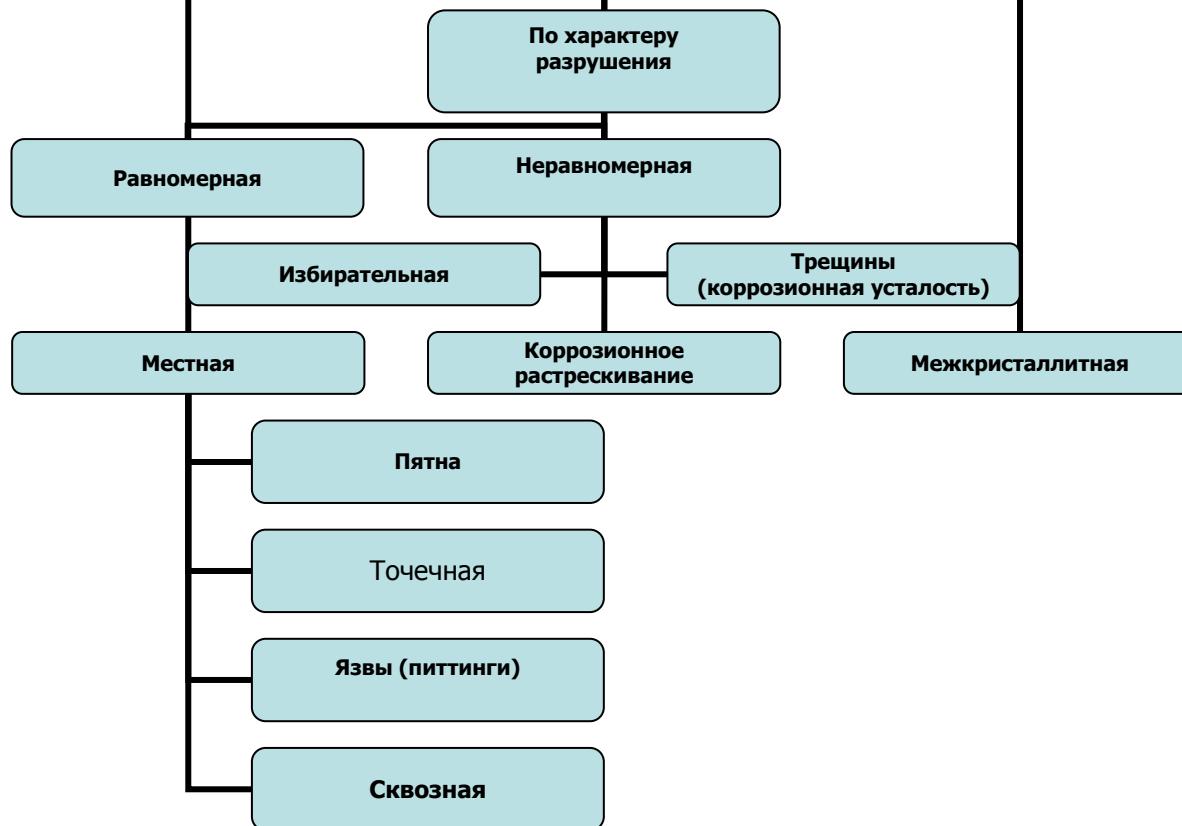 По характеру
разрушения
Равномерная
Неравномерная
Избирательная
Трещины
(коррозионная усталость)
Местная
Коррозионное
растрескивание
Межкристаллитная
Пятна
Точечная
Язвы (питтинги)
Сквозная